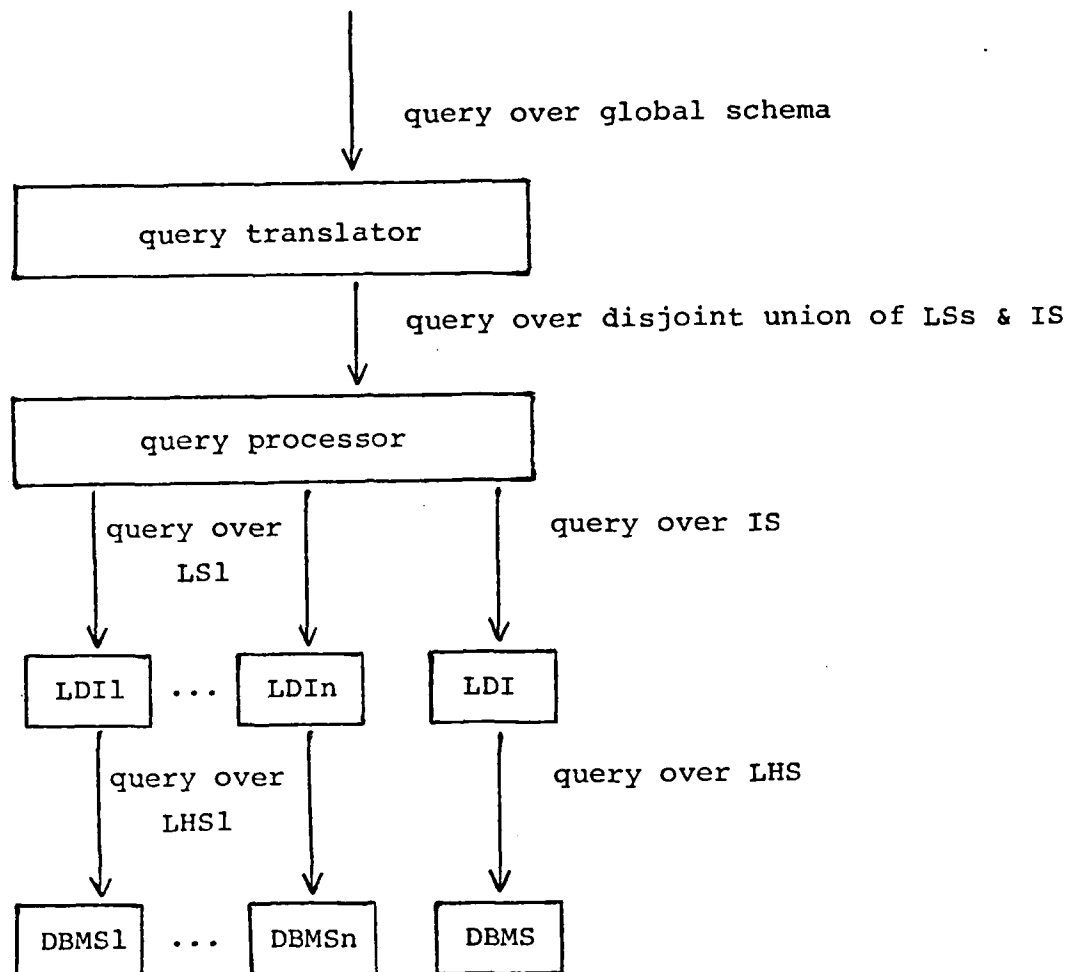 query over global schema
query translator
query over disjoint union of LSs & IS
query processor
query over
LS1
query over IS
LDI1 ... LDIn LDI
query over
LHS1
query over LHS
DBMS1 ... DBMSn DBMS